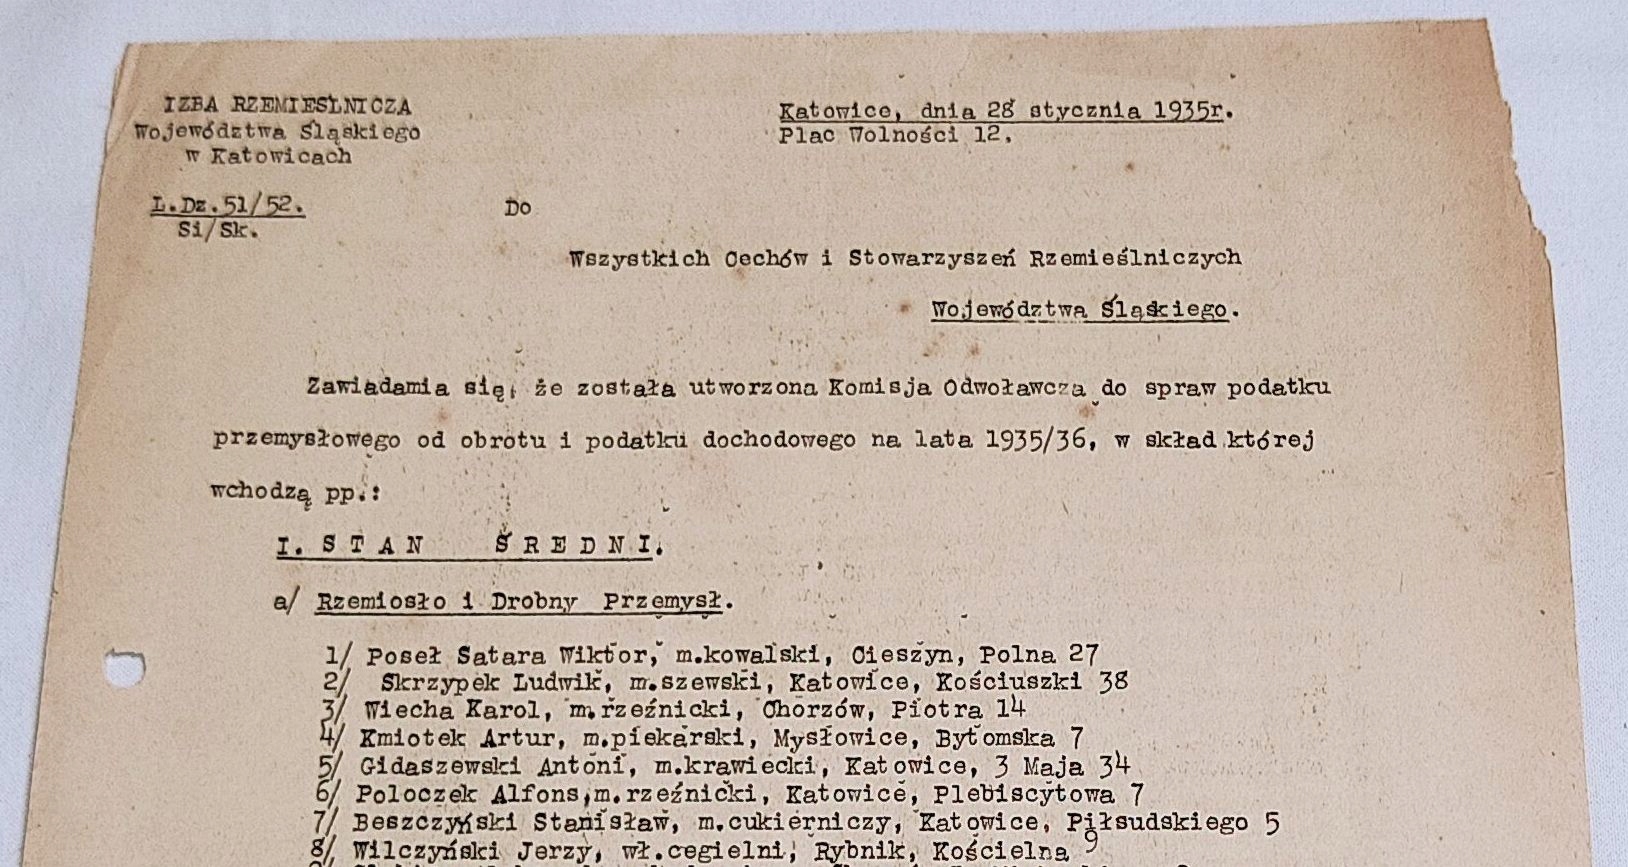 IZBA RZEMIEŚLNICZA
Województwa Śląskiego
w Katowicach
Katowice, dnia 28 stycznia 1935r.
Plac Wolności 12.
L.Dz.51/52.
Si/Sk.
Do
Wszystkich Cechów i Stowarzyszeń Rzemieślniczych
Województwa Śląskiego.
Zawiadamia się, że została utworzona Komisja Odwoławcza do spraw podatku
przemysłowego od obrotu i podatku dochodowego na lata 1935/36, w skład której
wchodzą pp.:
I. STAN ŚREDNI.
a/ Rzemiosło i Drobny Przemysł.
1/ Poseł Satara Wiktor, m.kowalski, Cieszyn, Polna 27
2/ Skrzypek Ludwik, m.szewski, Katowice, Kościuszki 38
3/ Wiecha Karol, m.rzeźnicki, Chorzów, Piotra 14
4/ Kmiotek Artur, m.piekarski, Mysłowice, Bytomska 7
5/ Gidaszewski Antoni, m.krawiecki, Katowice, 3 Maja 34
6/ Poloczek Alfons,m.rzeźnicki, Katowice, Plebiscytowa 7
7/ Beszczyński Stanisław, m.cukierniczy, Katowice, Piłsudskiego 5
8/ Wilczyński Jerzy, wł.cegielni, Rybnik, Kościelna 9